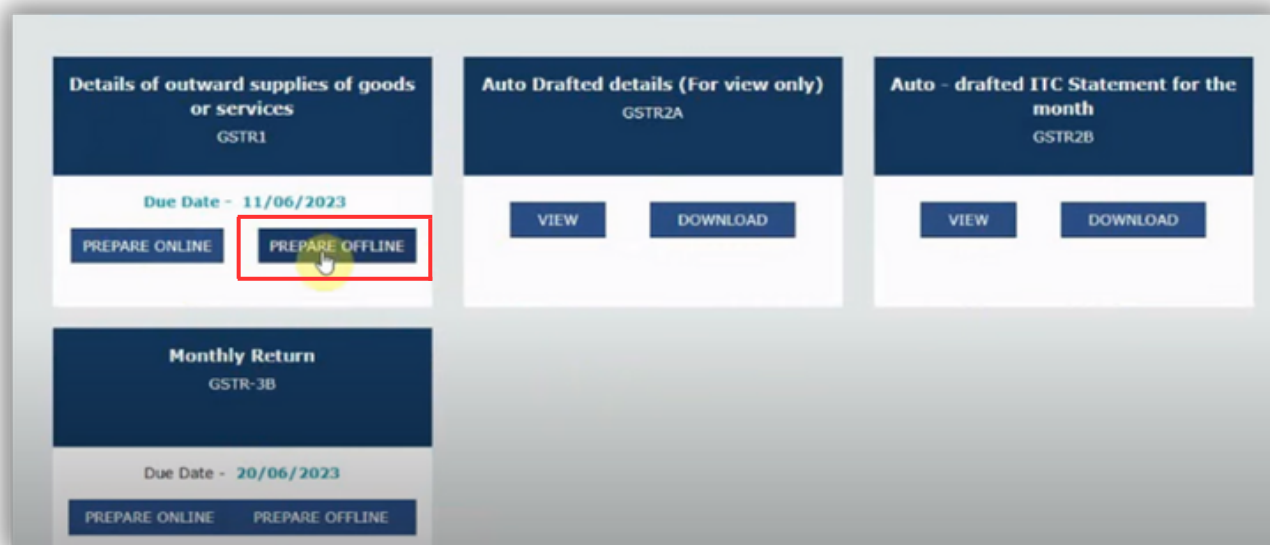 Details of outward supplies of goods
or services
GSTR1
Due Date - 11/06/2023
PREPARE ONLINE
PREPARE OFFLINE
Auto Drafted details (For view only)
GSTR2A
VIEW
DOWNLOAD
Auto - drafted ITC Statement for the
month
GSTR2B
VIEW
DOWNLOAD
Monthly Return
GSTR-3B
Due Date - 20/06/2023
PREPARE ONLINE
PREPARE OFFLINE